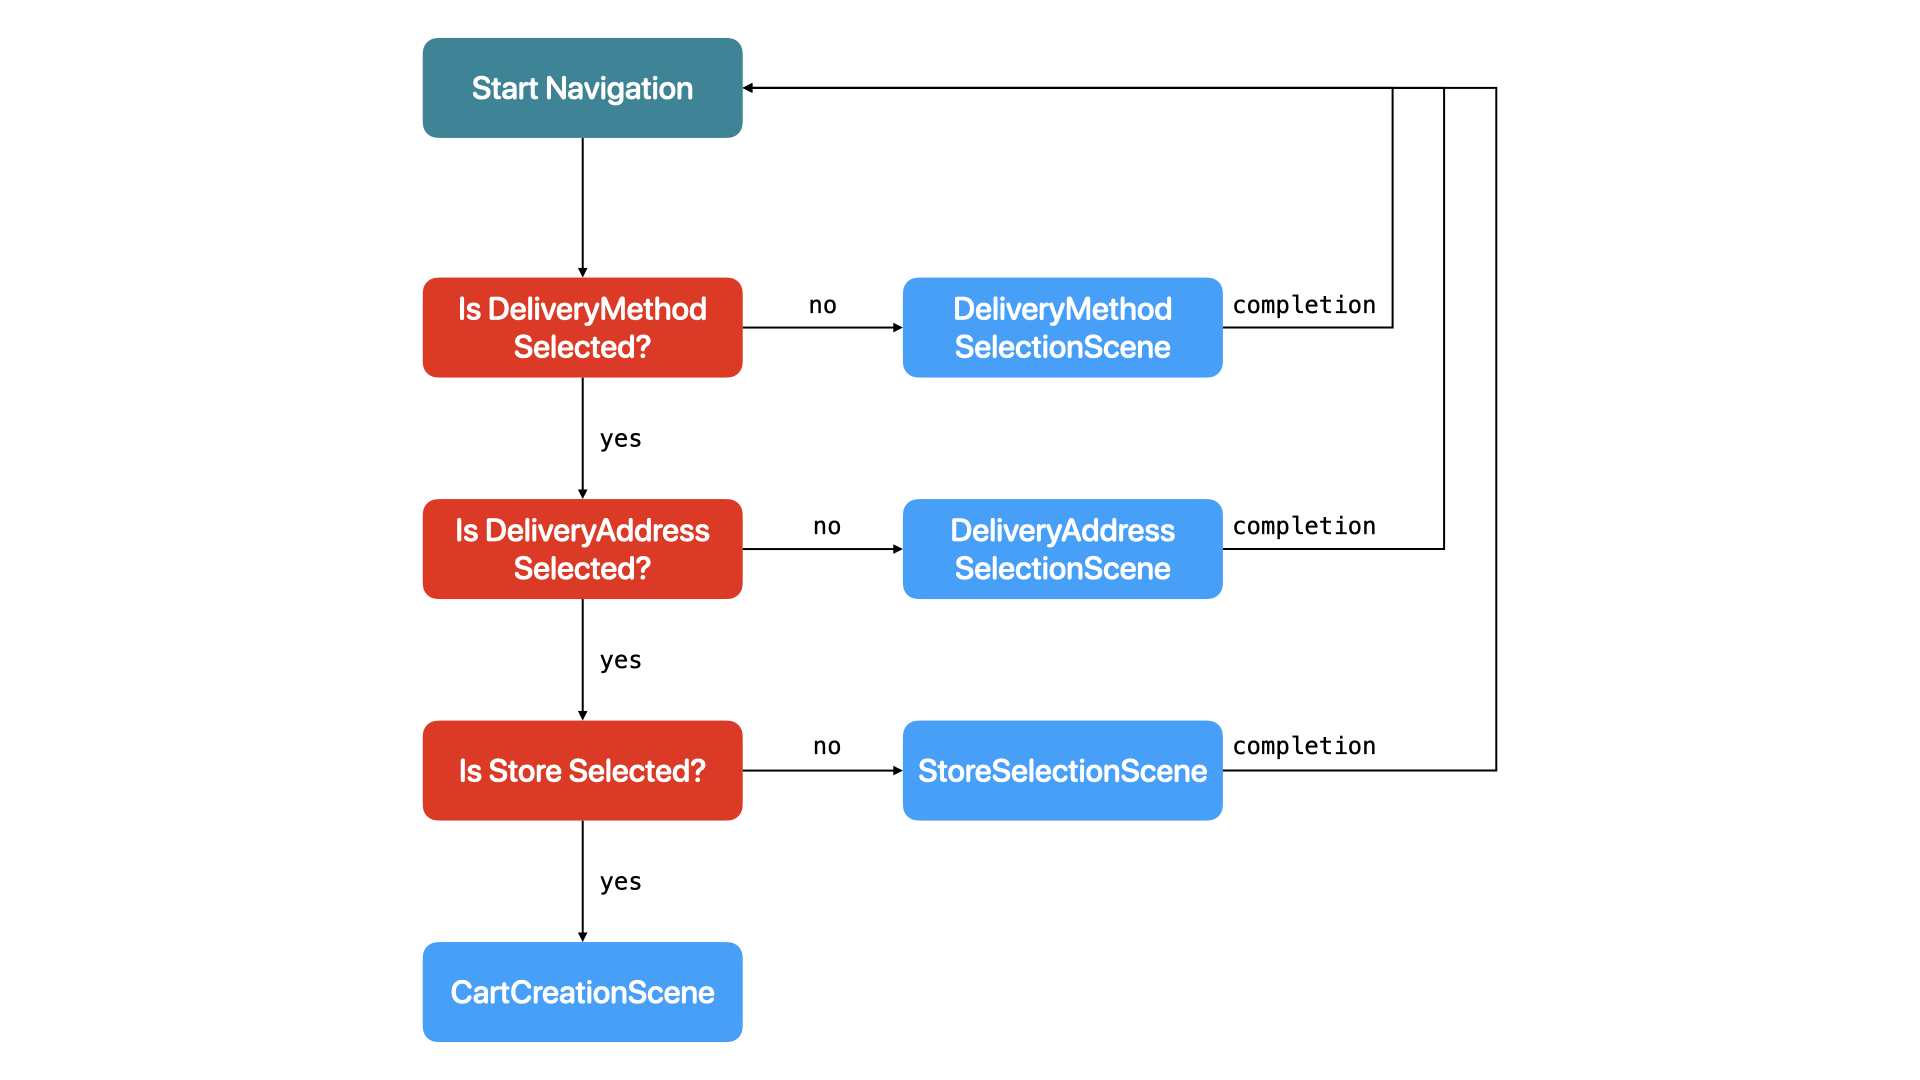 Start Navigation
Is DeliveryMethod
Selected?
no
DeliveryMethod
SelectionScene
completion
yes
Is DeliveryAddress
Selected?
no
DeliveryAddress
SelectionScene
completion
yes
Is Store Selected?
no
StoreSelectionScene
completion
yes
CartCreationScene